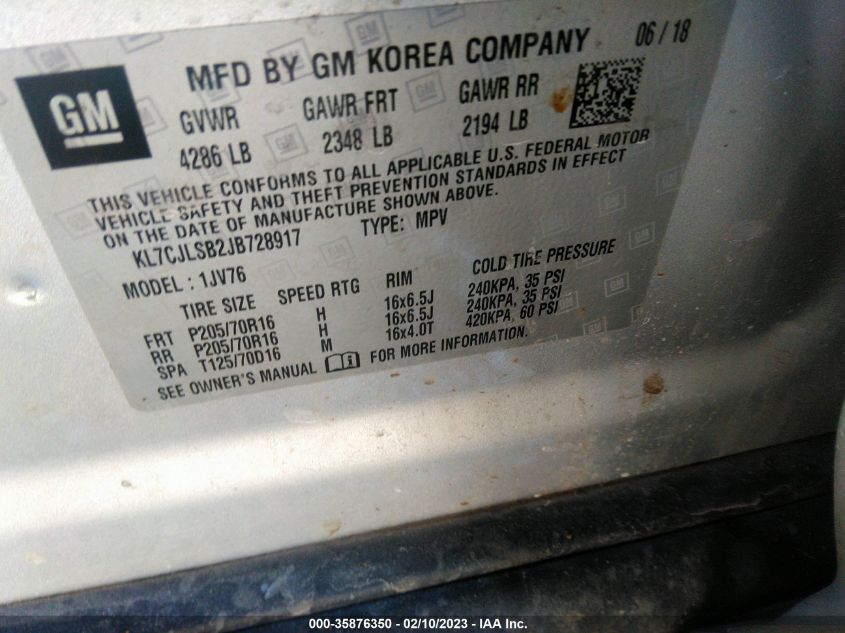 GM
MFD BY GM KOREA COMPANY 06 / 18
GVWR GAWR FRT GAWR RR
4286 LB 2348 LB 2194 LB
THIS VEHICLE CONFORMS TO ALL APPLICABLE U.S. FEDERAL MOTOR
VEHICLE SAFETY AND THEFT PREVENTION STANDARDS IN EFFECT
ON THE DATE OF MANUFACTURE SHOWN ABOVE.
KL7CJLSB2JB728917 TYPE: MPV
MODEL : 1JV76
TIRE SIZE SPEED RTG RIM COLD TIRE PRESSURE
FRT P205/70R16 H 16x6.5J 240KPA, 35 PSI
RR P205/70R16 H 16x6.5J 240KPA, 35 PSI
SPA T125/70D16 M 16x4.0T 420KPA, 60 PSI
SEE OWNER'S MANUAL FOR MORE INFORMATION.
000-35876350 - 02/10/2023 - IAA Inc.